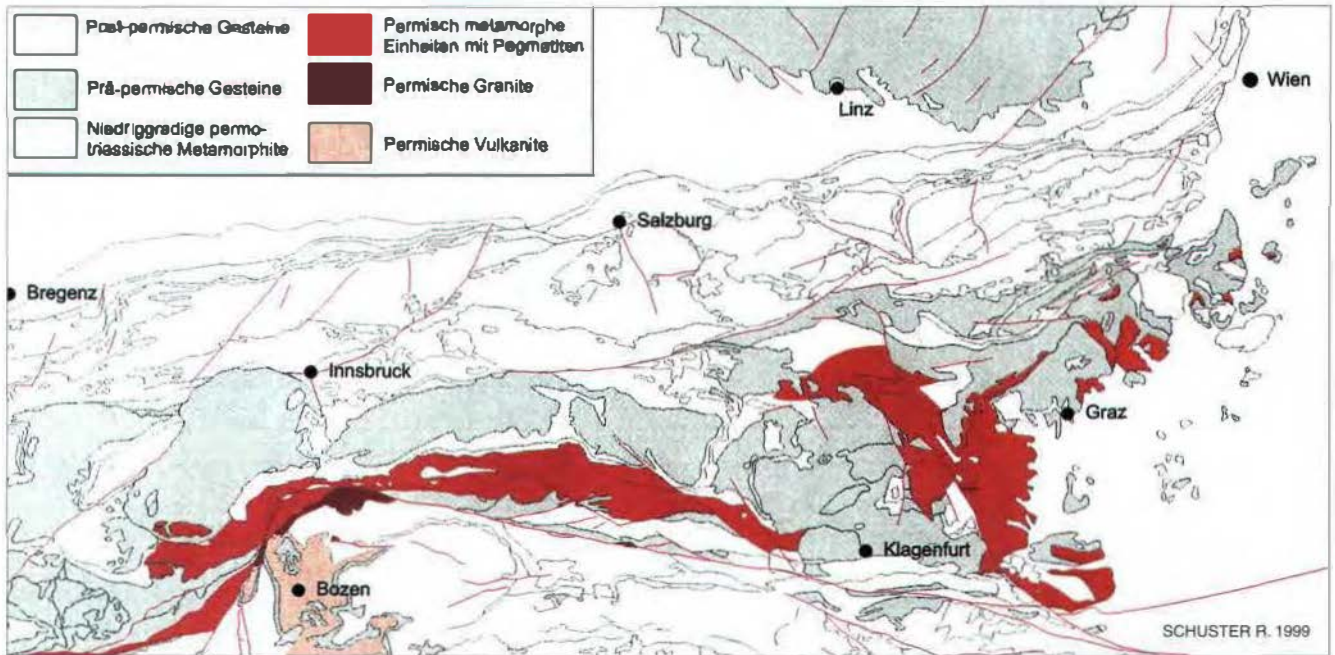 Post-permische Gesteine
Prä-permische Gesteine
Niedriggradige permo-
triassische Metamorphite
Permisch metamorphe
Einheiten mit Pegmatiten
Permische Granite
Permische Vulkanite
Wien
Linz
Salzburg
Bregenz
Innsbruck
Graz
Klagenfurt
Bozen
SCHUSTER R. 1999